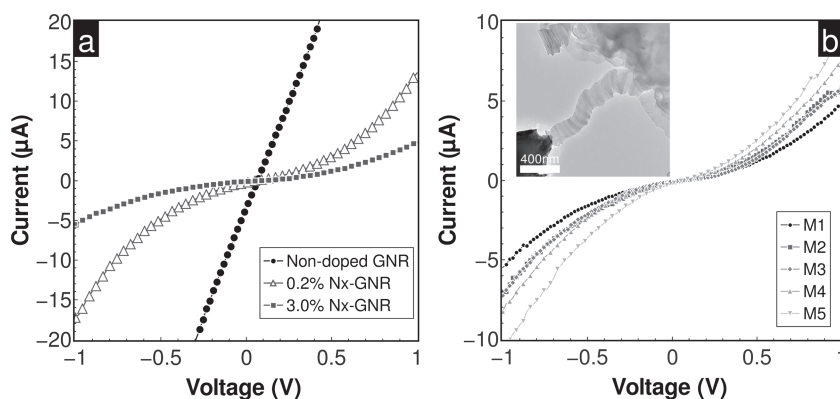 a
20
15
10
5
0
−5
−10
−15
−20
Current (µA)
−1
−0.5
0
0.5
1
Voltage (V)
Non-doped GNR
0.2% Nx-GNR
3.0% Nx-GNR
b
10
5
0
−5
−10
Current (µA)
−1
−0.5
0
0.5
1
Voltage (V)
400nm
M1
M2
M3
M4
M5